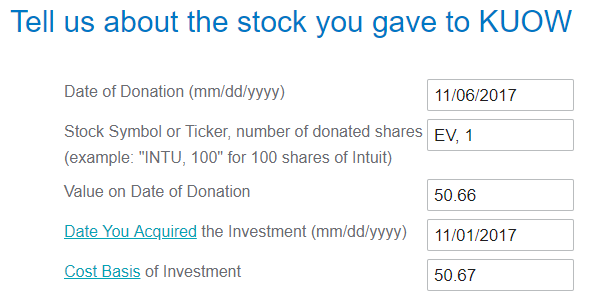 Tell us about the stock you gave to KUOW
Date of Donation (mm/dd/yyyy) 11/06/2017
Stock Symbol or Ticker, number of donated shares EV, 1
(example: "INTU, 100" for 100 shares of Intuit)
Value on Date of Donation 50.66
Date You Acquired the Investment (mm/dd/yyyy) 11/01/2017
Cost Basis of Investment 50.67